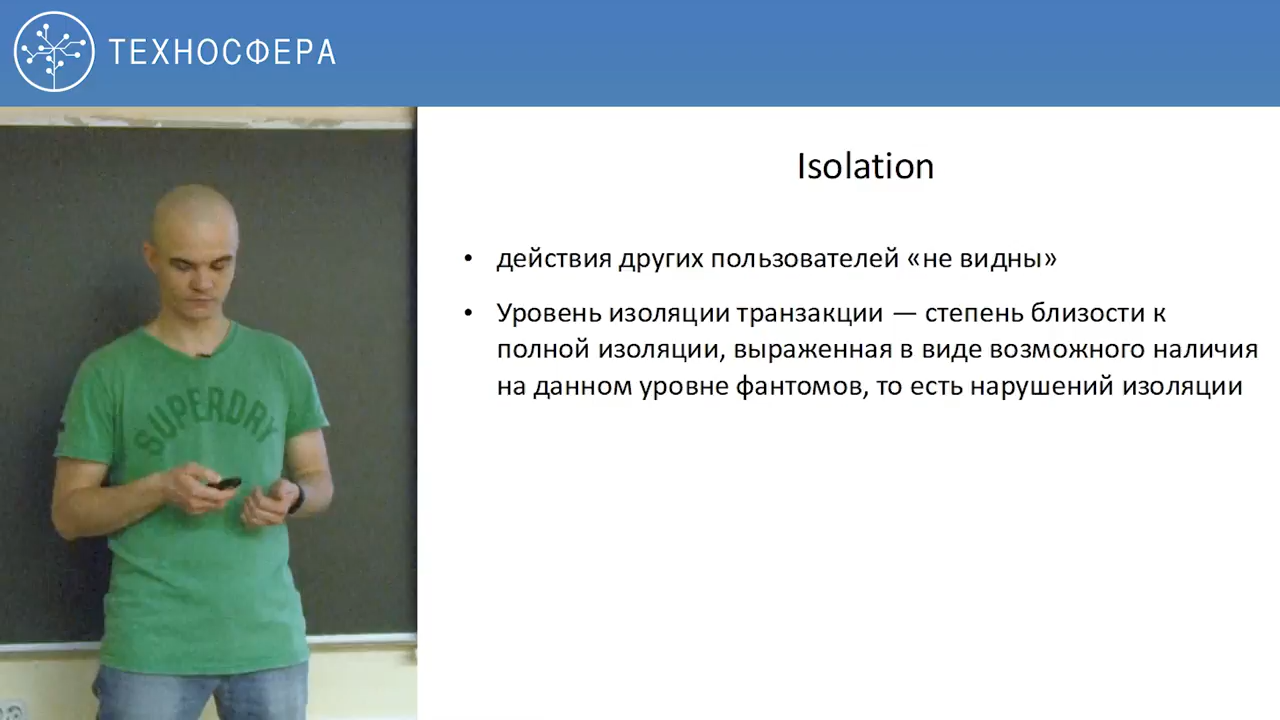 ТЕХНОСФЕРА
Isolation
• действия других пользователей «не видны»
• Уровень изоляции транзакции — степень близости к
полной изоляции, выраженная в виде возможного наличия
на данном уровне фантомов, то есть нарушений изоляции
SUPERDRY